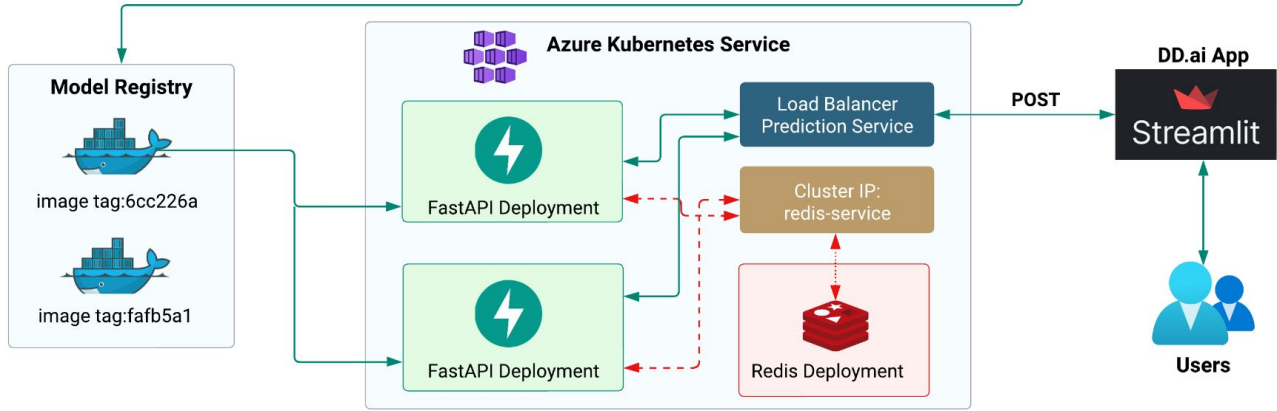 Model Registry
image tag:6cc226a
image tag:fafb5a1
Azure Kubernetes Service
FastAPI Deployment
FastAPI Deployment
Load Balancer
Prediction Service
Cluster IP:
redis-service
Redis Deployment
POST
DD.ai App
Streamlit
Users